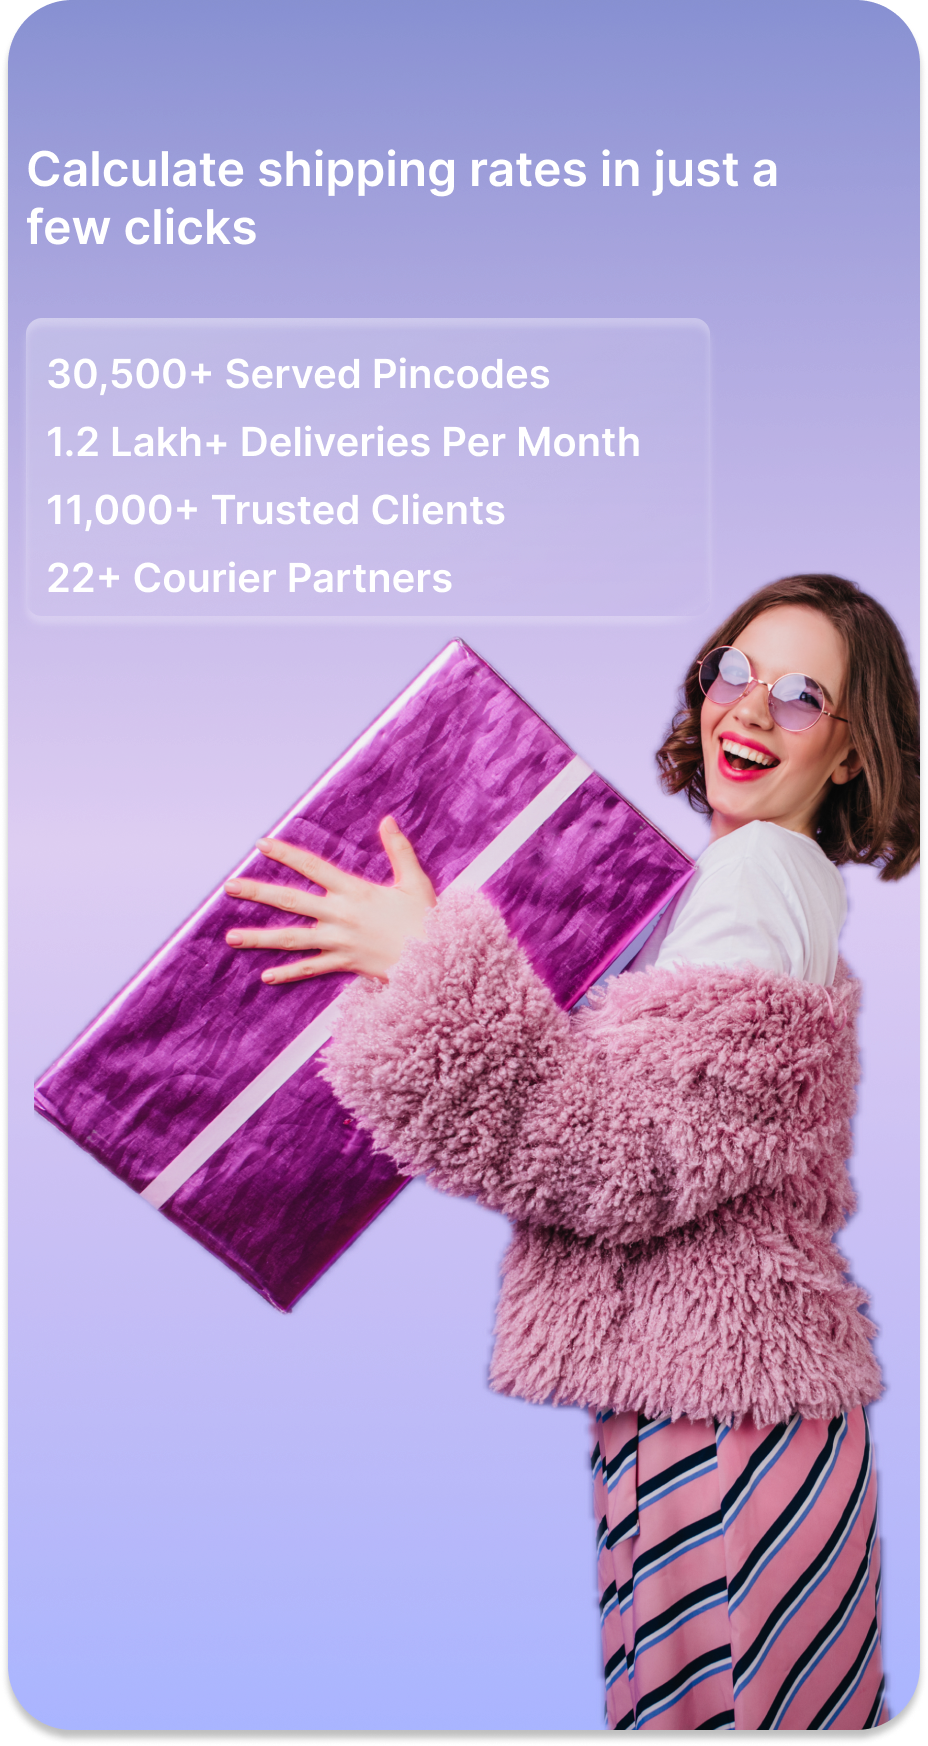 Calculate shipping rates in just a
few clicks
30,500+ Served Pincodes
1.2 Lakh+ Deliveries Per Month
11,000+ Trusted Clients
22+ Courier Partners